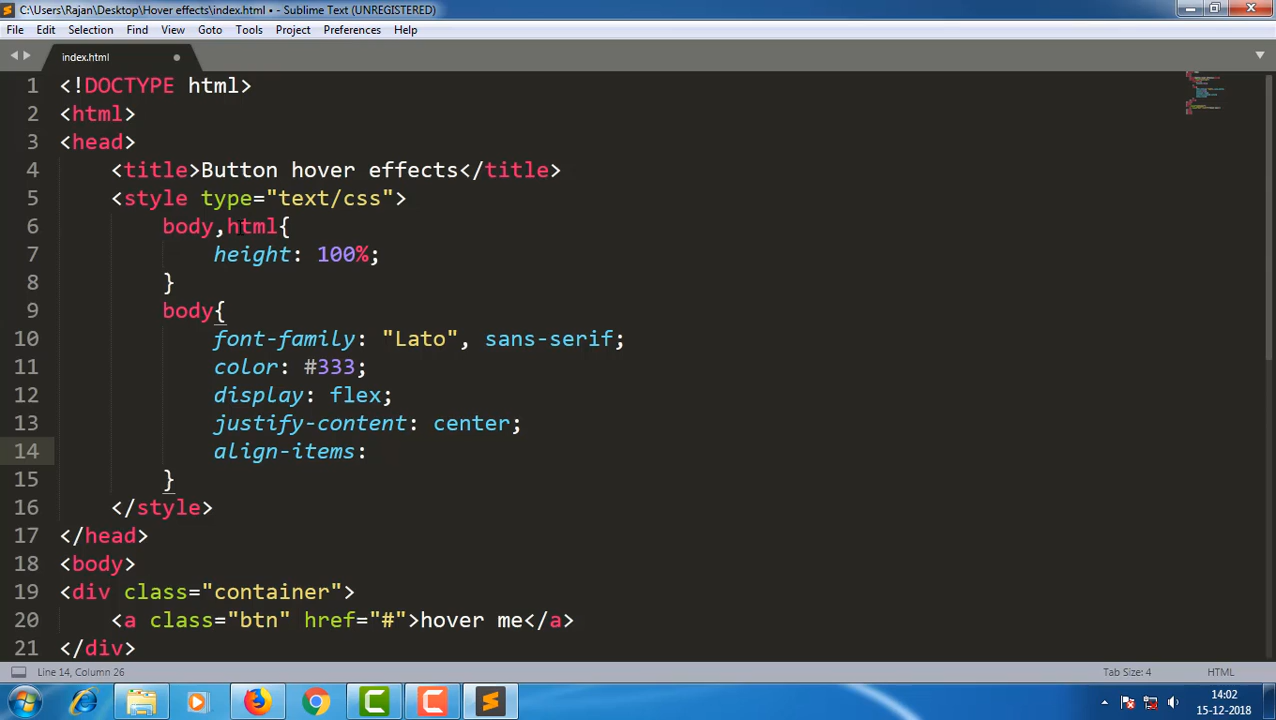 C:\Users\Rajan\Desktop\Hover effects\index.html • - Sublime Text (UNREGISTERED)
File Edit Selection Find View Goto Tools Project Preferences Help
index.html
1 <!DOCTYPE html>
2 <html>
3 <head>
4 <title>Button hover effects</title>
5 <style type="text/css">
6 body,html{
7 height: 100%;
8 }
9 body{
10 font-family: "Lato", sans-serif;
11 color: #333;
12 display: flex;
13 justify-content: center;
14 align-items:
15 }
16 </style>
17 </head>
18 <body>
19 <div class="container">
20 <a class="btn" href="#">hover me</a>
21 </div>
Line 14, Column 26 Tab Size: 4 HTML
14:02
15-12-2018